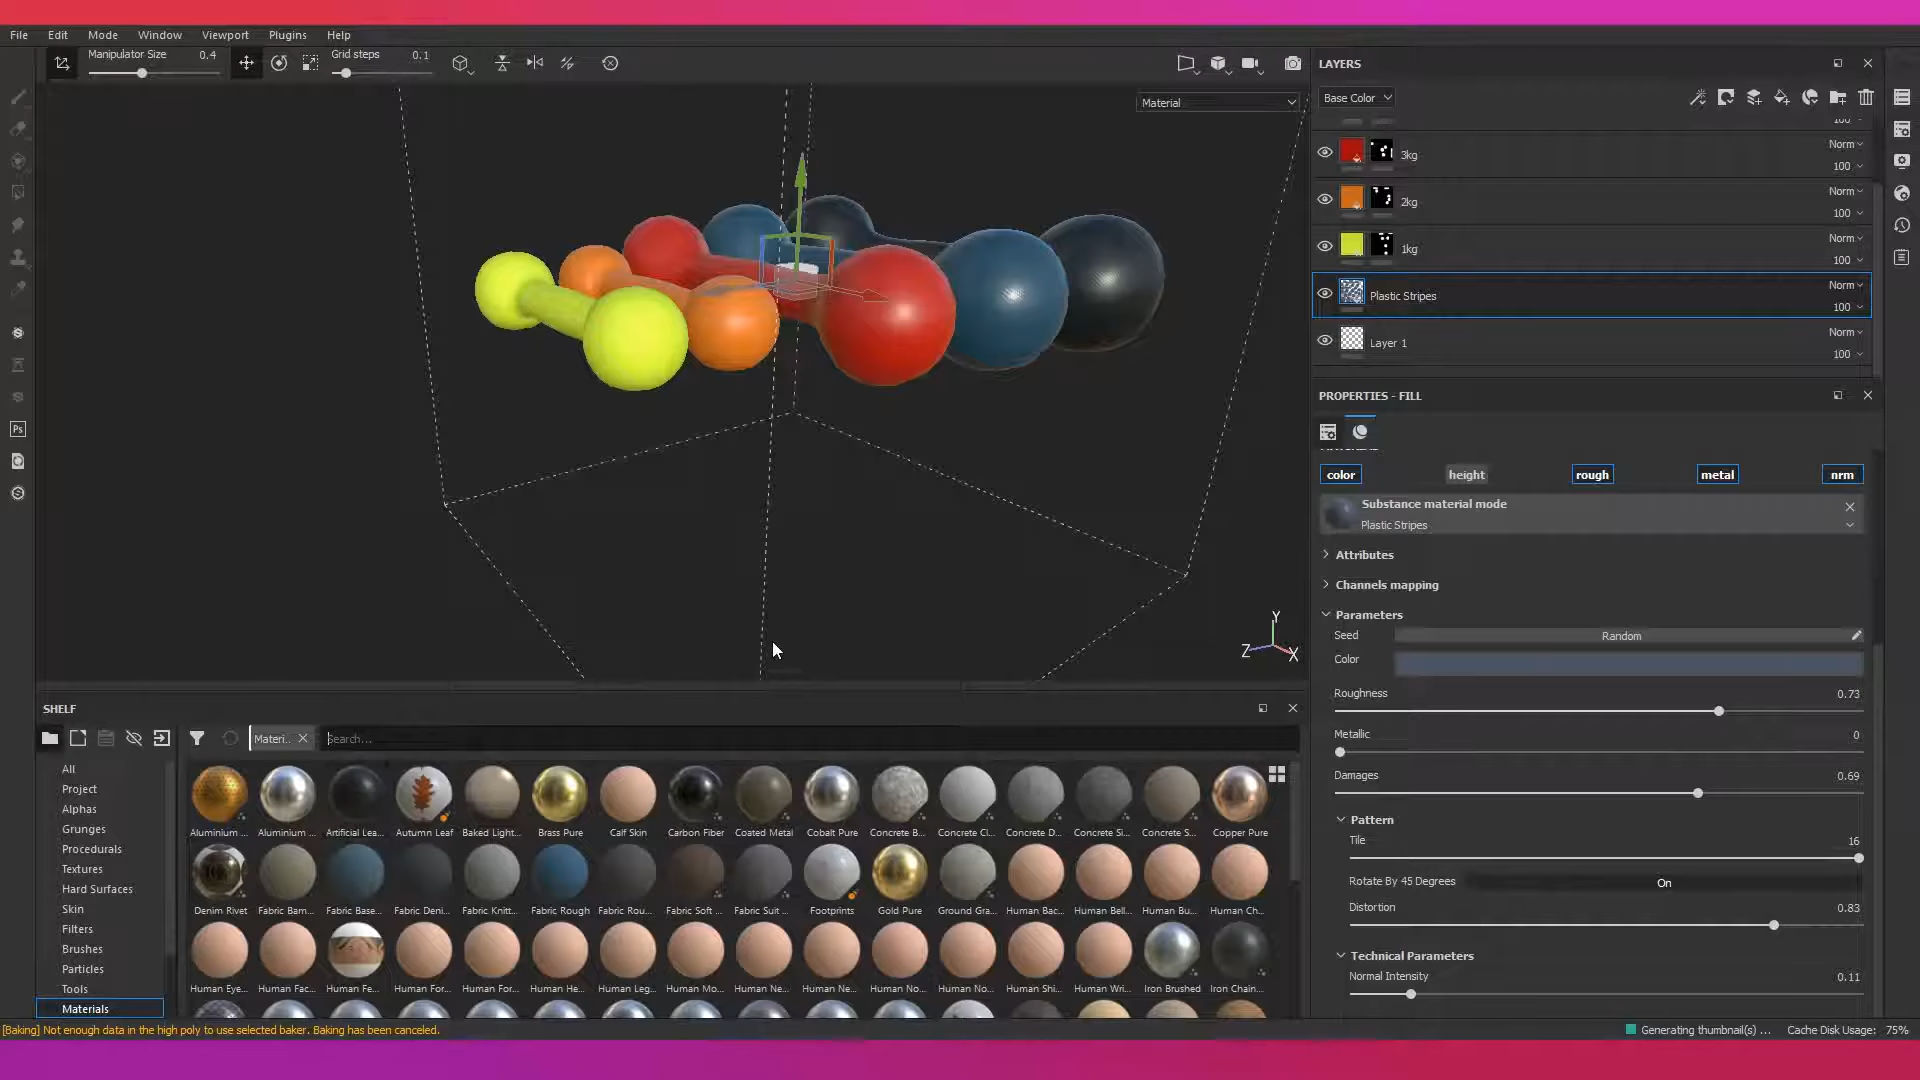 File Edit Mode Window Viewport Plugins Help
Manipulator Size 0.4 Grid steps 0.1
Material
Y
Z X
SHELF
Materi.. Search...
All
Project
Alphas
Grunges
Procedurals
Textures
Hard Surfaces
Skin
Filters
Brushes
Particles
Tools
Materials
Aluminium ... Aluminium ... Artificial Lea... Autumn Leaf Baked Light... Brass Pure Calf Skin Carbon Fiber Coated Metal Cobalt Pure Concrete B... Concrete Cl... Concrete D... Concrete Si... Concrete S... Copper Pure
Denim Rivet Fabric Bam... Fabric Base... Fabric Deni... Fabric Knitt... Fabric Rough Fabric Rou... Fabric Soft ... Fabric Suit ... Footprints Gold Pure Ground Gra... Human Bac... Human Bell... Human Bu... Human Ch...
Human Eye... Human Fac... Human Fe... Human For... Human For... Human He... Human Leg... Human Mo... Human Ne... Human Ne... Human No... Human No... Human Shi... Human Wri... Iron Brushed Iron Chain...
LAYERS
Base Color
100
3kg Norm
100
2kg Norm
100
1kg Norm
100
Plastic Stripes Norm
100
Layer 1 Norm
100
PROPERTIES - FILL
color height rough metal nrm
Substance material mode
Plastic Stripes
Attributes
Channels mapping
Parameters
Seed Random
Color
Roughness 0.73
Metallic 0
Damages 0.69
Pattern
Tile 16
Rotate By 45 Degrees On
Distortion 0.83
Technical Parameters
Normal Intensity 0.11
Ps
[Baking] Not enough data in the high poly to use selected baker. Baking has been canceled.
Generating thumbnail(s) ... Cache Disk Usage: 75%